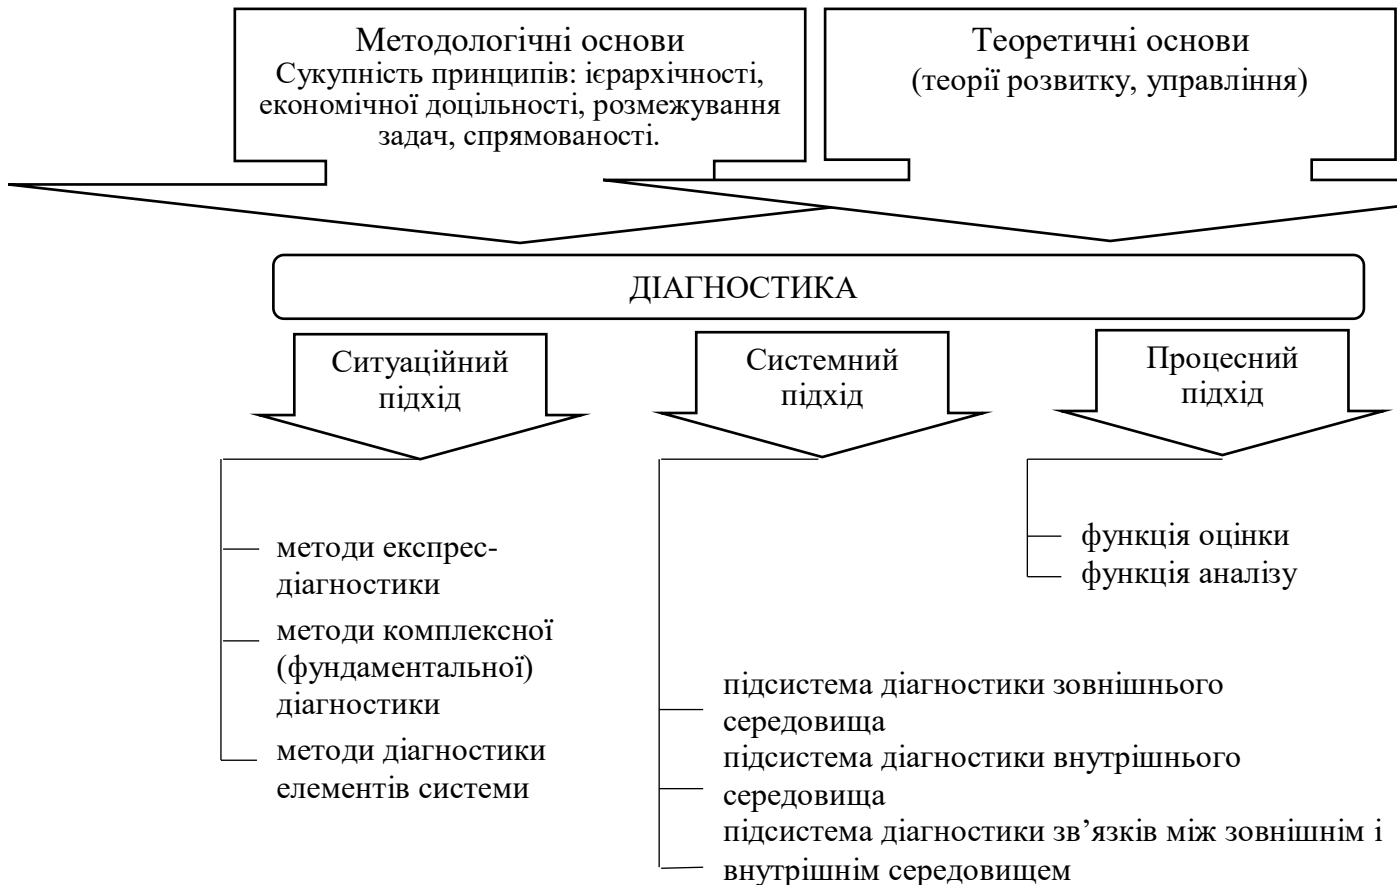 Методологічні основи
Сукупність принципів: ієрархічності,
економічної доцільності, розмежування
задач, спрямованості.
Теоретичні основи
(теорії розвитку, управління)
ДІАГНОСТИКА
Ситуаційний
підхід
Системний
підхід
Процесний
підхід
методи експрес-
діагностики
методи комплексної
(фундаментальної)
діагностики
методи діагностики
елементів системи
підсистема діагностики зовнішнього
середовища
підсистема діагностики внутрішнього
середовища
підсистема діагностики зв’язків між зовнішнім і
внутрішнім середовищем
функція оцінки
функція аналізу